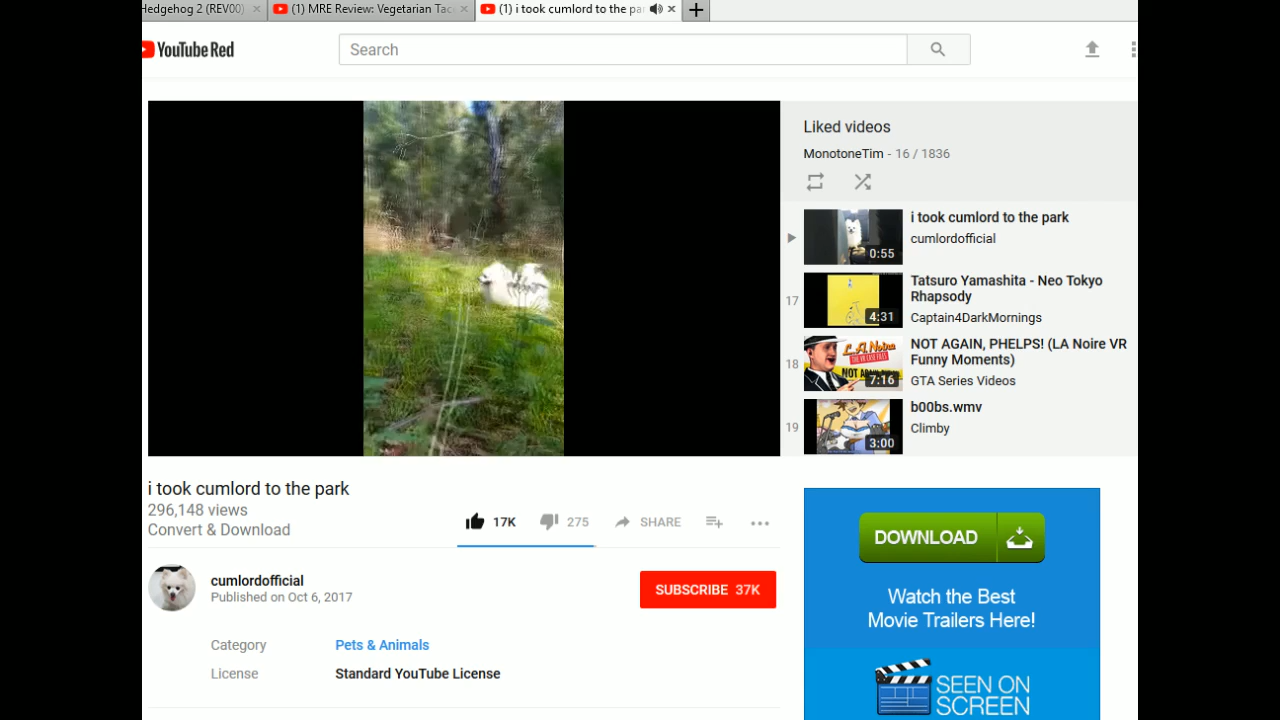 Hedgehog 2 (REV00)
(1) MRE Review: Vegetarian Tac
(1) i took cumlord to the par
YouTube Red
Search
Liked videos
MonotoneTim - 16 / 1836
i took cumlord to the park
cumlordofficial
0:55
17
Tatsuro Yamashita - Neo Tokyo
Rhapsody
Captain4DarkMornings
4:31
18
NOT AGAIN, PHELPS! (LA Noire VR
Funny Moments)
GTA Series Videos
L.A. Noire
NOT AGAIN
7:16
19
b00bs.wmv
Climby
3:00
i took cumlord to the park
296,148 views
Convert & Download
17K
275
SHARE
cumlordofficial
Published on Oct 6, 2017
SUBSCRIBE 37K
Category
Pets & Animals
License
Standard YouTube License
DOWNLOAD
Watch the Best
Movie Trailers Here!
SEEN ON
SCREEN